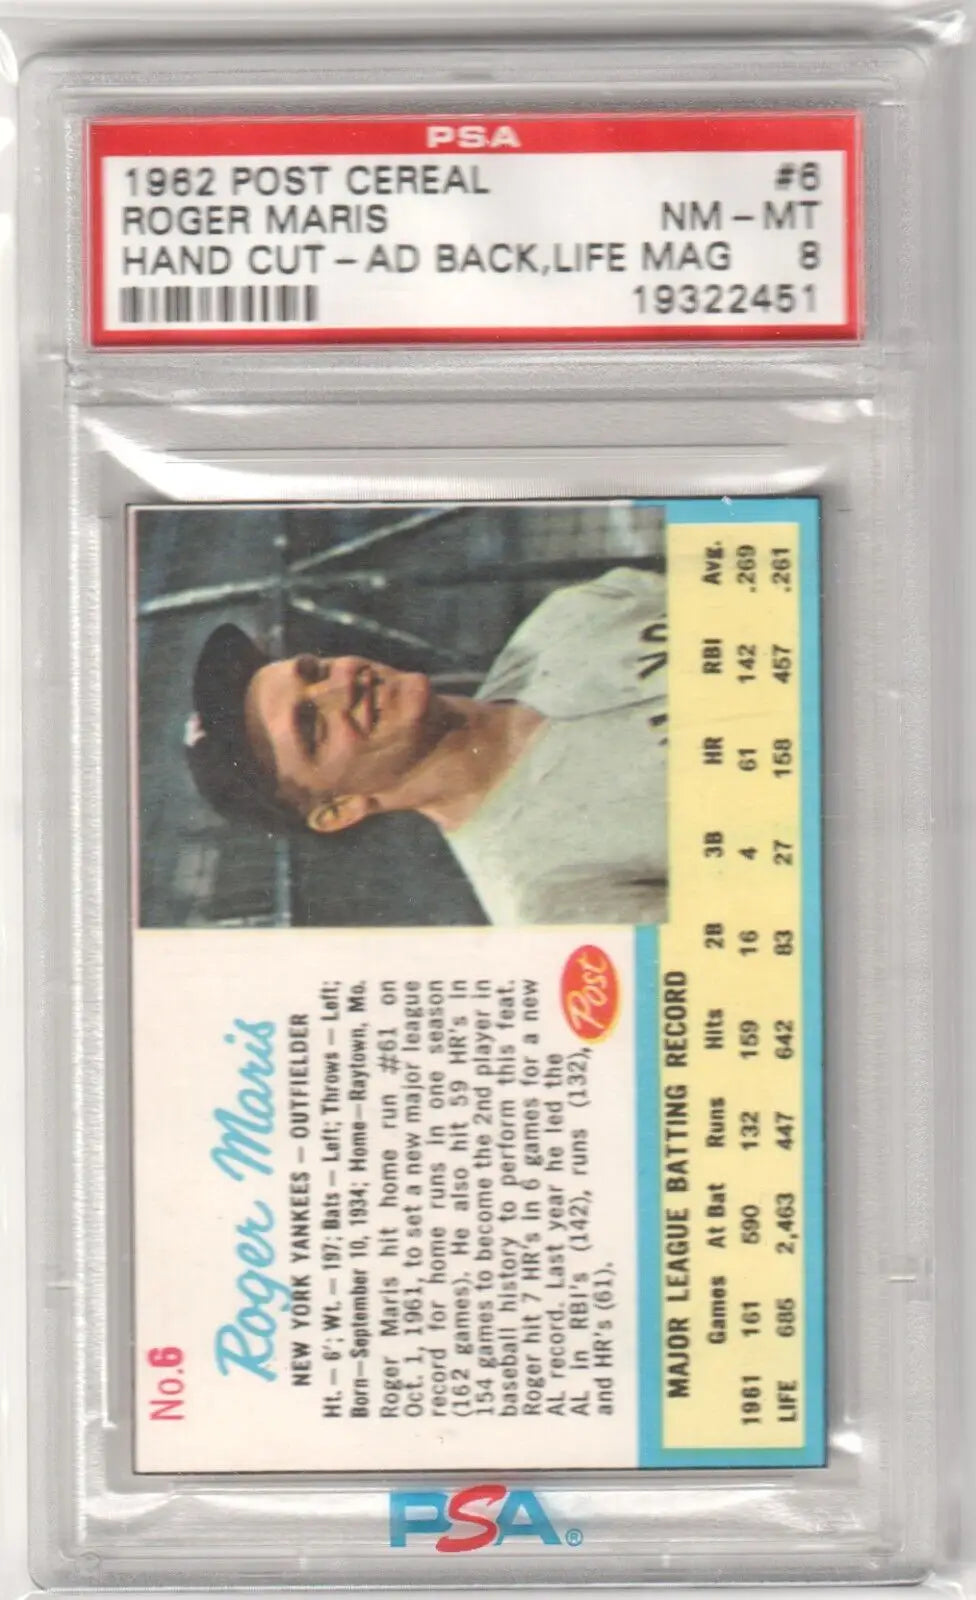 PSA
1962 POST CEREAL #6
ROGER MARIS NM - MT
HAND CUT - AD BACK, LIFE MAG 8
19322451
No.6
Roger Maris
NEW YORK YANKEES — OUTFIELDER
Ht. — 6'; Wt. — 197; Bats — Left; Throws — Left;
Born—September 10, 1934; Home—Raytown, Mo.
Roger Maris hit home run #61 on
Oct. 1, 1961, to set a new major league
record for home runs in one season
(162 games). He also hit 59 HR's in
154 games to become the 2nd player in
baseball history to perform this feat.
Roger hit 7 HR's in 6 games for a new
AL record. Last year he led the
AL in RBI's (142), runs (132),
and HR's (61).
Post
MAJOR LEAGUE BATTING RECORD
Games At Bat Runs Hits 2B 3B HR RBI Avg.
1961 161 590 132 159 16 4 61 142 .269
LIFE 685 2,463 447 642 83 27 158 457 .261
PSA®